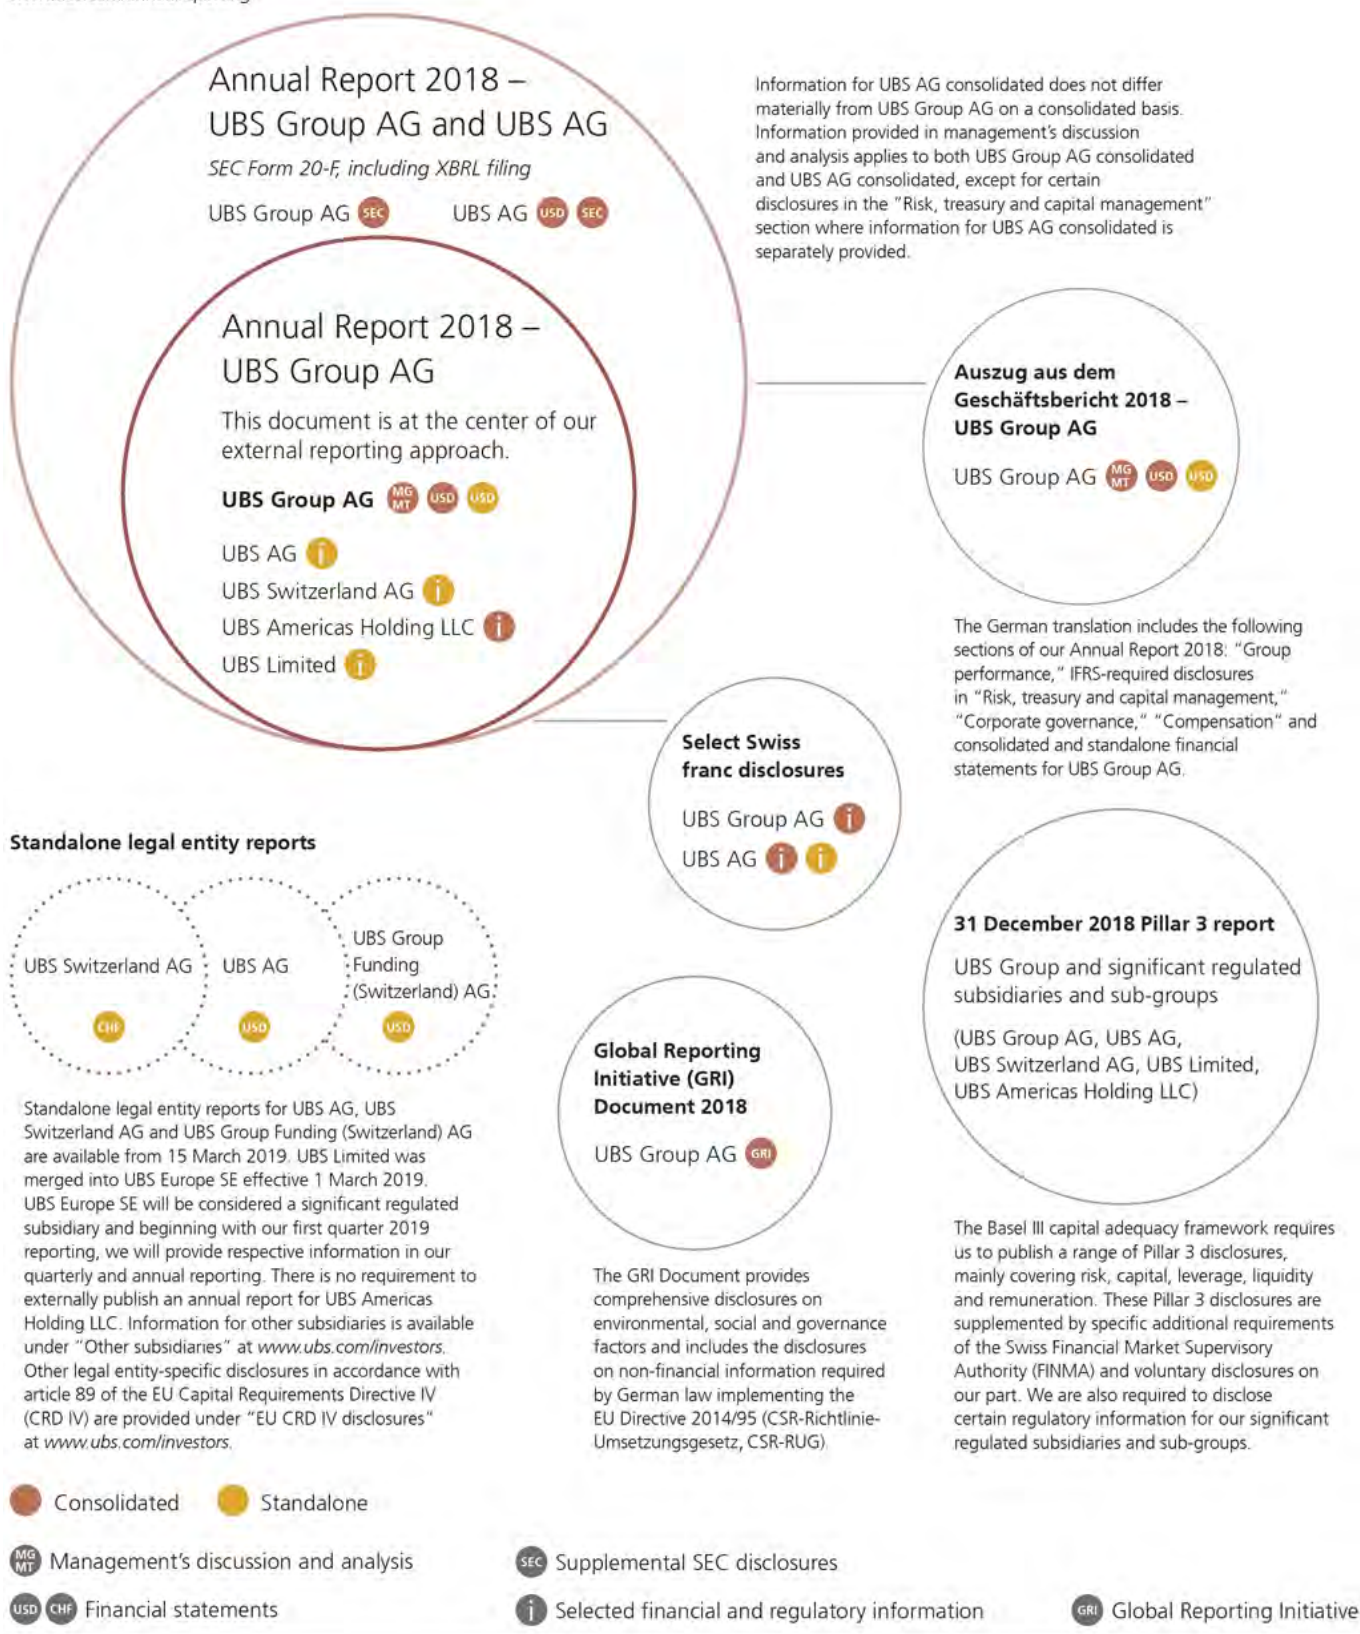 Annual Report 2018 –
UBS Group AG and UBS AG
SEC Form 20-F, including XBRL filing
UBS Group AG SEC UBS AG USD SEC
Annual Report 2018 –
UBS Group AG
This document is at the center of our
external reporting approach.
UBS Group AG MGMT USD USD
UBS AG i
UBS Switzerland AG i
UBS Americas Holding LLC i
UBS Limited i
Information for UBS AG consolidated does not differ
materially from UBS Group AG on a consolidated basis.
Information provided in management's discussion
and analysis applies to both UBS Group AG consolidated
and UBS AG consolidated, except for certain
disclosures in the "Risk, treasury and capital management"
section where information for UBS AG consolidated is
separately provided.
Auszug aus dem
Geschäftsbericht 2018 –
UBS Group AG
UBS Group AG MGMT USD USD
The German translation includes the following
sections of our Annual Report 2018: "Group
performance," IFRS-required disclosures
in "Risk, treasury and capital management,"
"Corporate governance," "Compensation" and
consolidated and standalone financial
statements for UBS Group AG.
Select Swiss
franc disclosures
UBS Group AG i
UBS AG i i
Standalone legal entity reports
UBS Switzerland AG
CHF
UBS AG
USD
UBS Group
Funding
(Switzerland) AG
USD
Standalone legal entity reports for UBS AG, UBS
Switzerland AG and UBS Group Funding (Switzerland) AG
are available from 15 March 2019. UBS Limited was
merged into UBS Europe SE effective 1 March 2019.
UBS Europe SE will be considered a significant regulated
subsidiary and beginning with our first quarter 2019
reporting, we will provide respective information in our
quarterly and annual reporting. There is no requirement to
externally publish an annual report for UBS Americas
Holding LLC. Information for other subsidiaries is available
under "Other subsidiaries" at www.ubs.com/investors.
Other legal entity-specific disclosures in accordance with
article 89 of the EU Capital Requirements Directive IV
(CRD IV) are provided under "EU CRD IV disclosures"
at www.ubs.com/investors.
Global Reporting
Initiative (GRI)
Document 2018
UBS Group AG GRI
The GRI Document provides
comprehensive disclosures on
environmental, social and governance
factors and includes the disclosures
on non-financial information required
by German law implementing the
EU Directive 2014/95 (CSR-Richtlinie-
Umsetzungsgesetz, CSR-RUG).
31 December 2018 Pillar 3 report
UBS Group and significant regulated
subsidiaries and sub-groups
(UBS Group AG, UBS AG,
UBS Switzerland AG, UBS Limited,
UBS Americas Holding LLC)
The Basel III capital adequacy framework requires
us to publish a range of Pillar 3 disclosures,
mainly covering risk, capital, leverage, liquidity
and remuneration. These Pillar 3 disclosures are
supplemented by specific additional requirements
of the Swiss Financial Market Supervisory
Authority (FINMA) and voluntary disclosures on
our part. We are also required to disclose
certain regulatory information for our significant
regulated subsidiaries and sub-groups.
Consolidated Standalone
MGMT Management's discussion and analysis
SEC Supplemental SEC disclosures
USD CHF Financial statements
i Selected financial and regulatory information
GRI Global Reporting Initiative